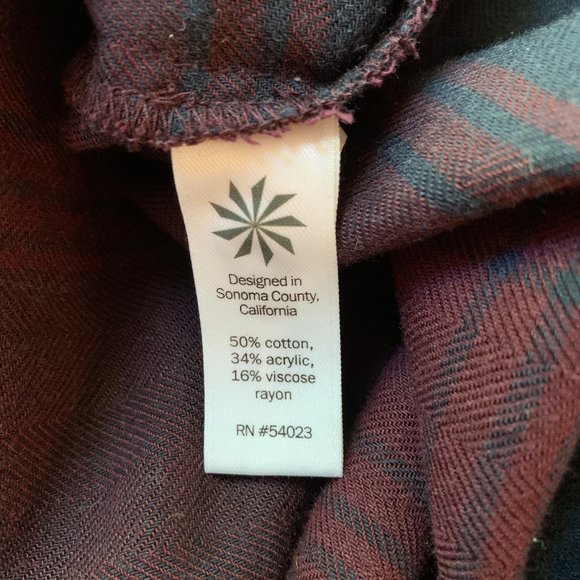 Designed in
Sonoma County,
California
50% cotton,
34% acrylic,
16% viscose
rayon
RN #54023